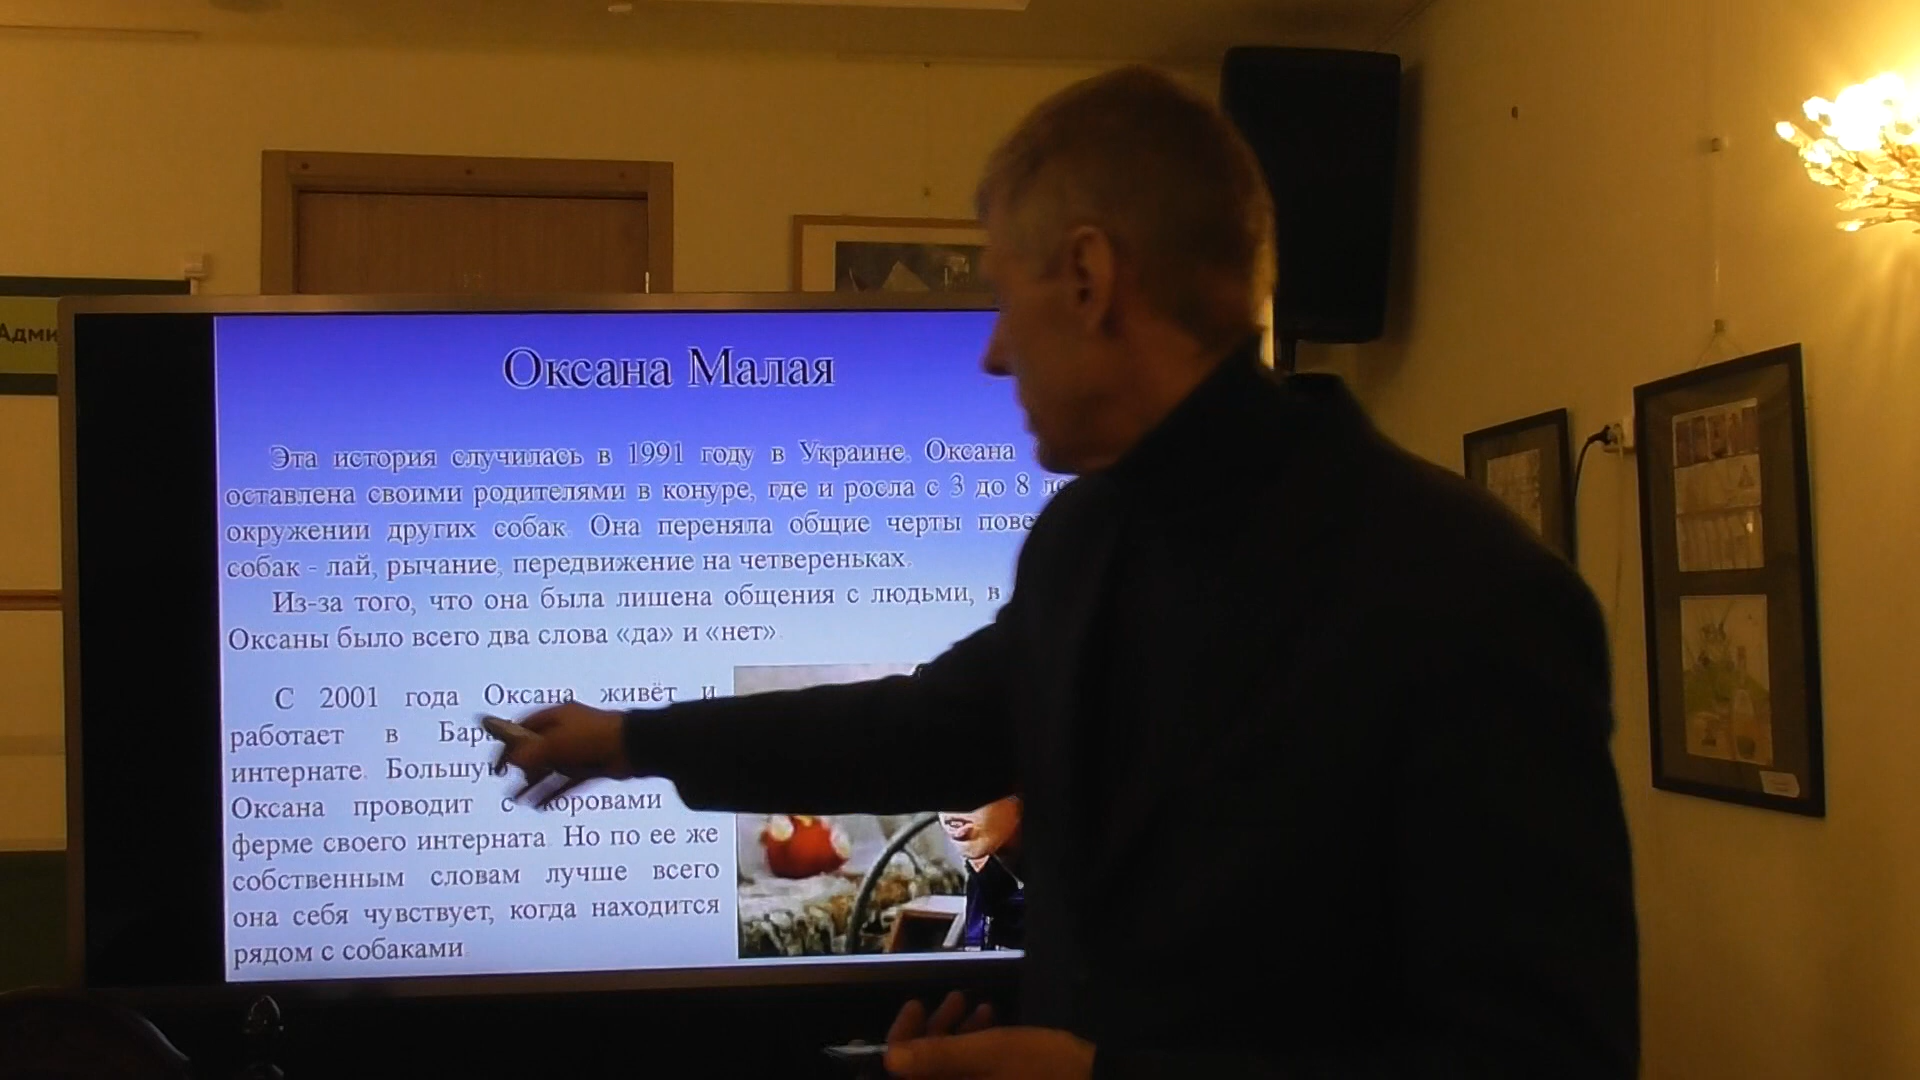 Адми
Оксана Малая
Эта история случилась в 1991 году в Украине. Оксана
оставлена своими родителями в конуре, где и росла с 3 до 8
окружении других собак. Она переняла общие черты
собак - лай, рычание, передвижение на четвереньках.
Из-за того, что она была лишена общения с людьми, в
Оксаны было всего два слова «да» и «нет».
С 2001 года Оксана живёт и
работает в
интернате. Большую
Оксана проводит с коровами
ферме своего интерната. Но по ее же
собственным словам лучше всего
она себя чувствует, когда находится
рядом с собаками.